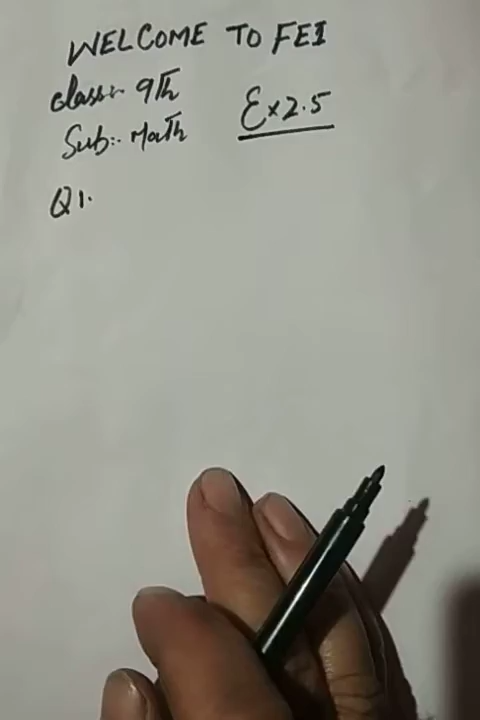 WELCOME TO FEI
Class:- 9Th
Ex 2.5
Sub:- Math
Q1.